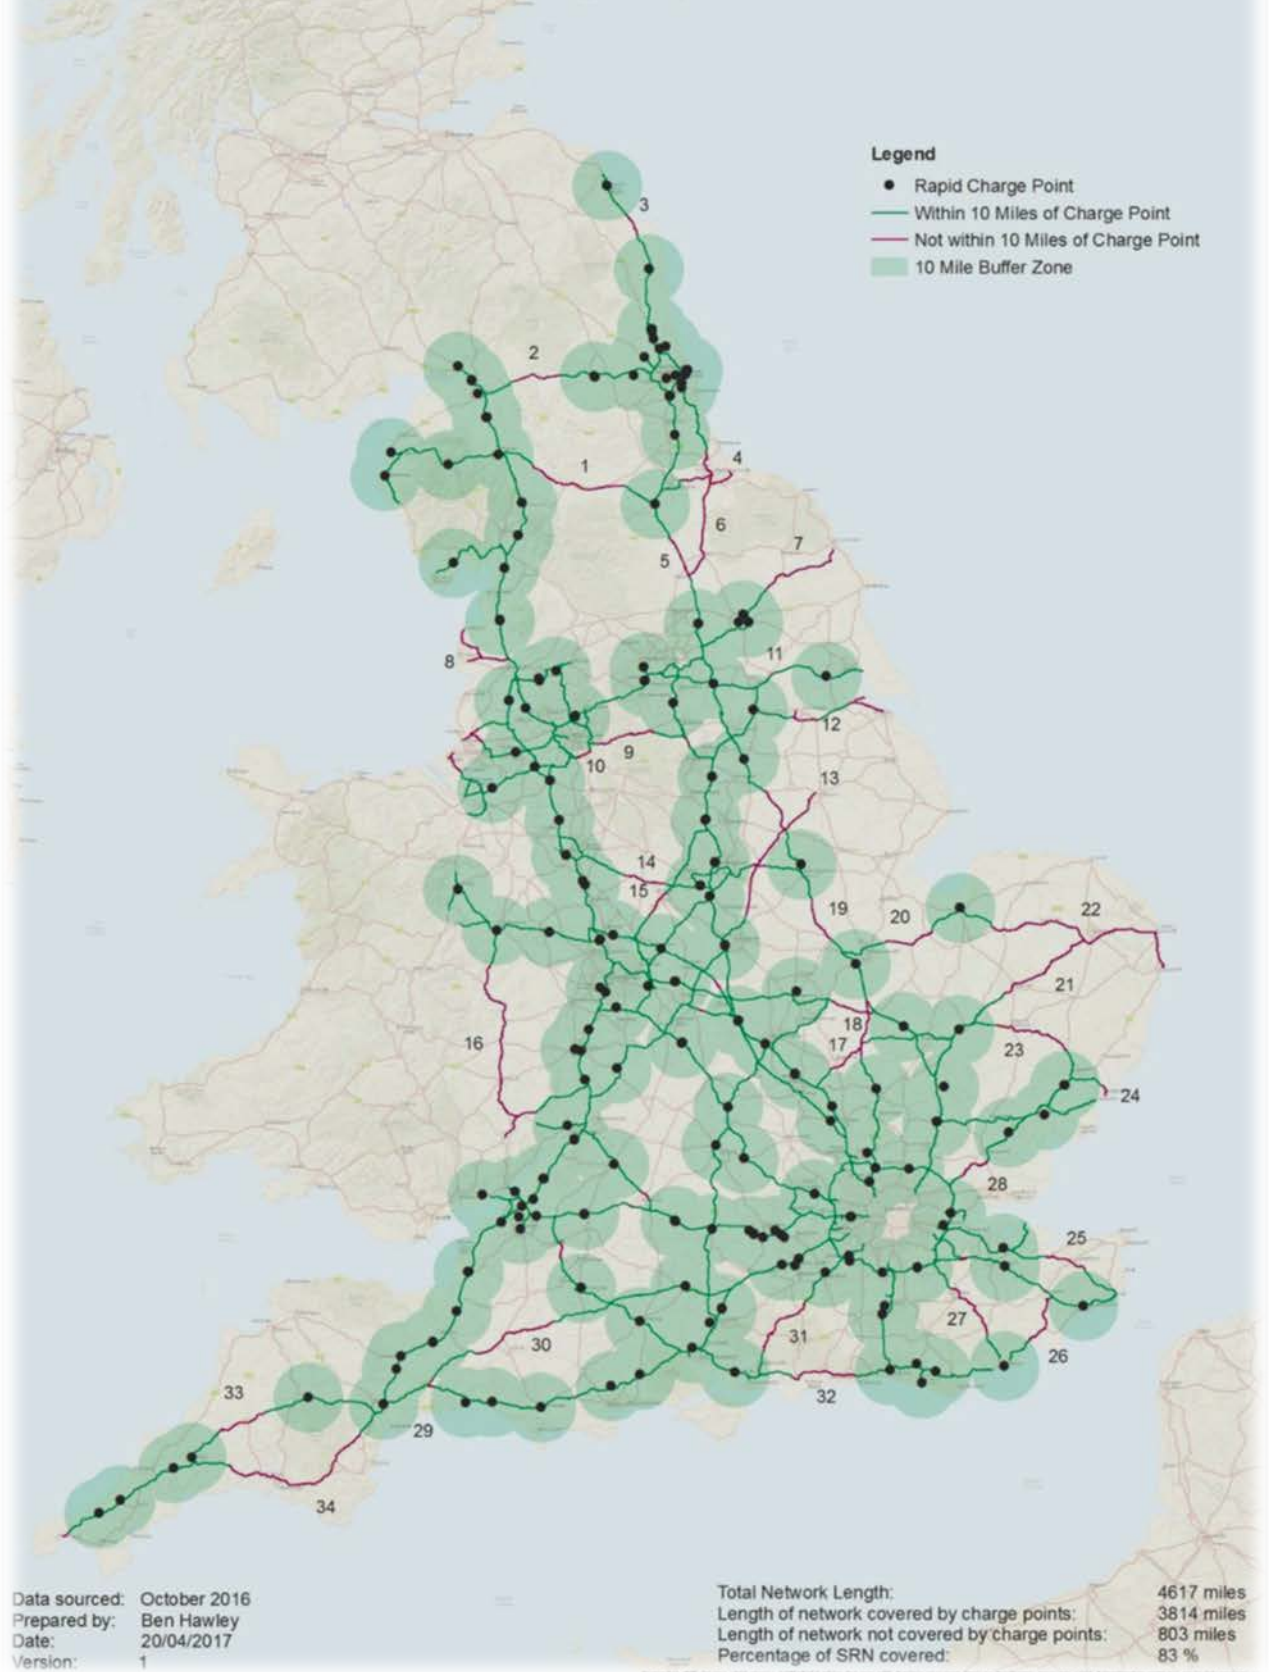 Legend
Rapid Charge Point
Within 10 Miles of Charge Point
Not within 10 Miles of Charge Point
10 Mile Buffer Zone
3
2
1
4
6
5
7
8
11
12
9
10
13
14
15
19
20
22
21
16
18
17
23
24
28
25
27
31
30
26
32
33
29
34
Data sourced: October 2016
Prepared by: Ben Hawley
Date: 20/04/2017
Version: 1
Total Network Length: 4617 miles
Length of network covered by charge points: 3814 miles
Length of network not covered by charge points: 803 miles
Percentage of SRN covered: 83 %